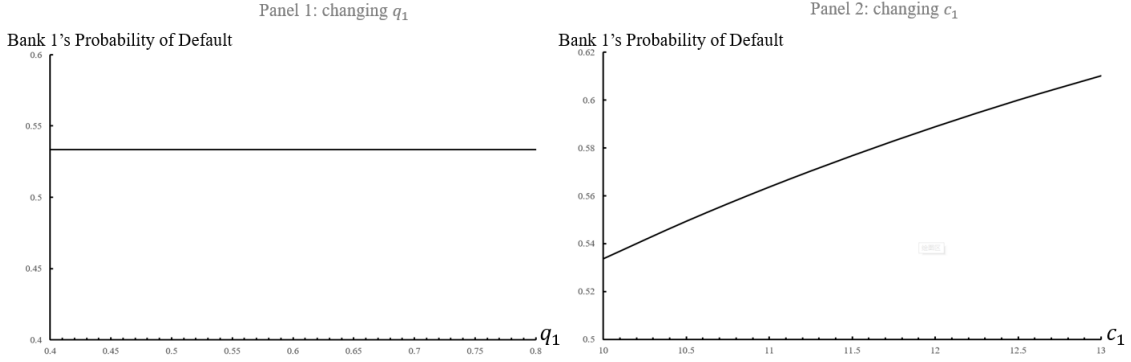 Panel 1: changing q₁
Bank 1's Probability of Default
0.6
0.55
0.5
0.45
0.4
0.4 0.45 0.5 0.55 0.6 0.65 0.7 0.75 0.8
q₁
Panel 2: changing c₁
Bank 1's Probability of Default
0.62
0.6
0.58
0.56
0.54
0.52
0.5
10 10.5 11 11.5 12 12.5 13
c₁